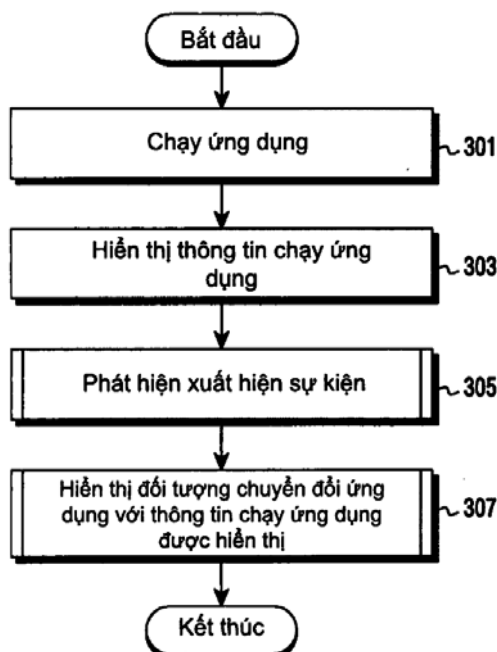 Bắt đầu
Chạy ứng dụng
301
Hiển thị thông tin chạy ứng
dụng
303
Phát hiện xuất hiện sự kiện
305
Hiển thị đối tượng chuyển đổi ứng
dụng với thông tin chạy ứng dụng
được hiển thị
307
Kết thúc